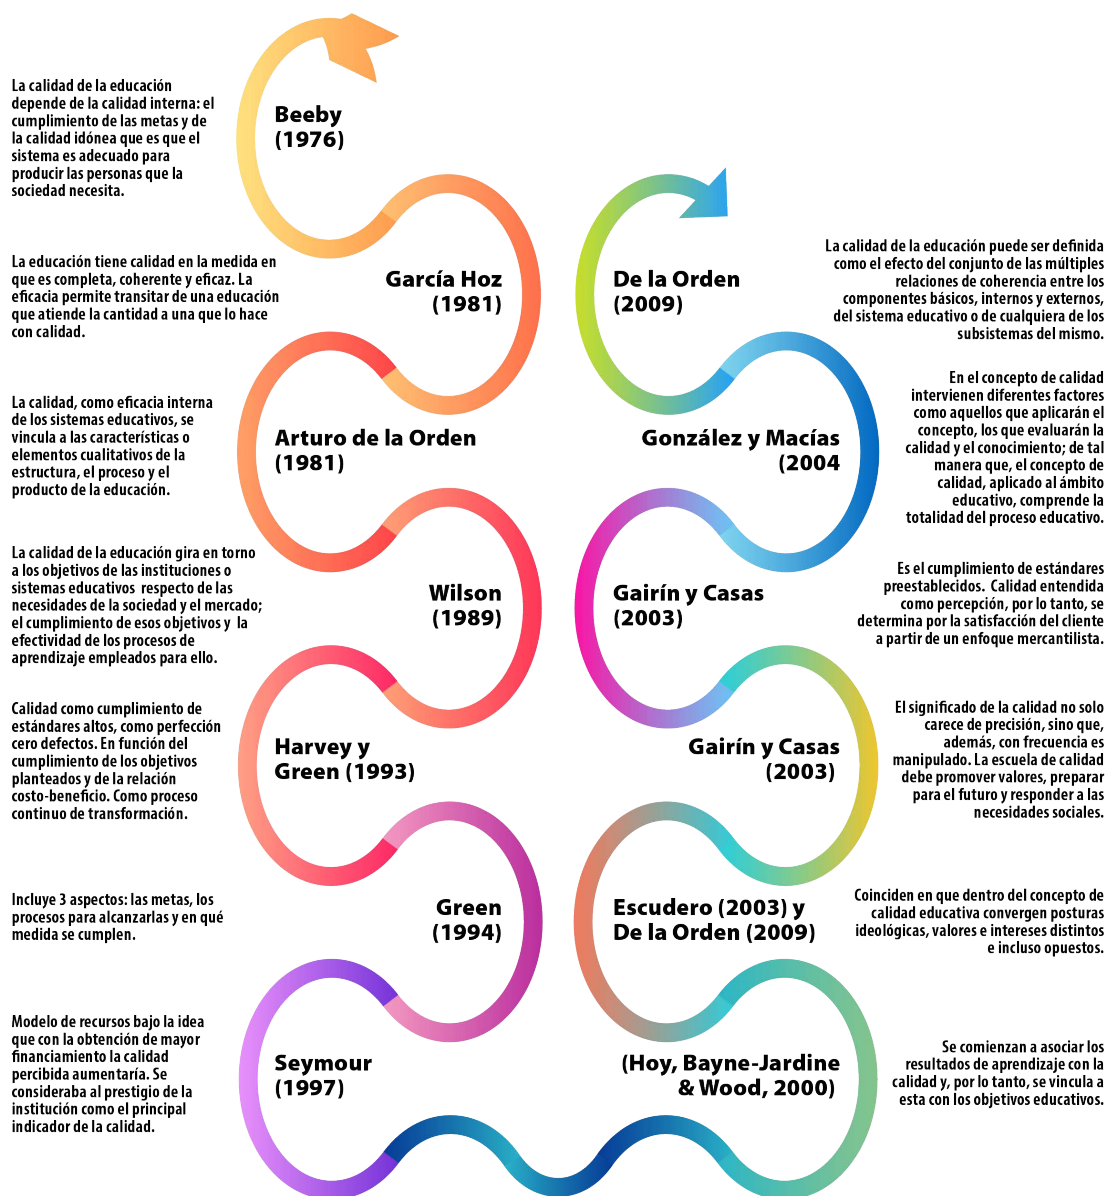 La calidad de la educación
depende de la calidad interna: el
cumplimiento de las metas y de
la calidad idónea que es que el
sistema es adecuado para
producir las personas que la
sociedad necesita.
Beeby
(1976)
La educación tiene calidad en la medida en
que es completa, coherente y eficaz. La
eficacia permite transitar de una educación
que atiende la cantidad a una que lo hace
con calidad.
García Hoz
(1981)
La calidad, como eficacia interna
de los sistemas educativos, se
vincula a las características o
elementos cualitativos de la
estructura, el proceso y el
producto de la educación.
Arturo de la Orden
(1981)
La calidad de la educación gira en torno
a los objetivos de las instituciones o
sistemas educativos  respecto de las
necesidades de la sociedad y el mercado;
el cumplimiento de esos objetivos y  la
efectividad de los procesos de
aprendizaje empleados para ello.
Wilson
(1989)
Calidad como cumplimiento de
estándares altos, como perfección
cero defectos. En función del
cumplimiento de los objetivos
planteados y de la relación
costo-beneficio. Como proceso
continuo de transformación.
Harvey y
Green (1993)
Incluye 3 aspectos: las metas, los
procesos para alcanzarlas y en qué
medida se cumplen.
Green
(1994)
Modelo de recursos bajo la idea
que con la obtención de mayor
financiamiento la calidad
percibida aumentaría. Se
consideraba al prestigio de la
institución como el principal
indicador de la calidad.
Seymour
(1997)
(Hoy, Bayne-Jardine
& Wood, 2000)
Se comienzan a asociar los
resultados de aprendizaje con la
calidad y, por lo tanto, se vincula a
esta con los objetivos educativos.
Escudero (2003) y
De la Orden (2009)
Coinciden en que dentro del concepto de
calidad educativa convergen posturas
ideológicas, valores e intereses distintos
e incluso opuestos.
Gairín y Casas
(2003)
El significado de la calidad no solo
carece de precisión, sino que,
además, con frecuencia es
manipulado. La escuela de calidad
debe promover valores, preparar
para el futuro y responder a las
necesidades sociales.
Gairín y Casas
(2003)
Es el cumplimiento de estándares
preestablecidos.  Calidad entendida
como percepción, por lo tanto, se
determina por la satisfacción del cliente
a partir de un enfoque mercantilista.
González y Macías
(2004
En el concepto de calidad
intervienen diferentes factores
como aquellos que aplicarán el
concepto, los que evaluarán la
calidad y el conocimiento; de tal
manera que, el concepto de
calidad, aplicado al ámbito
educativo, comprende la
totalidad del proceso educativo.
De la Orden
(2009)
La calidad de la educación puede ser definida
como el efecto del conjunto de las múltiples
relaciones de coherencia entre los
componentes básicos, internos y externos,
del sistema educativo o de cualquiera de los
subsistemas del mismo.